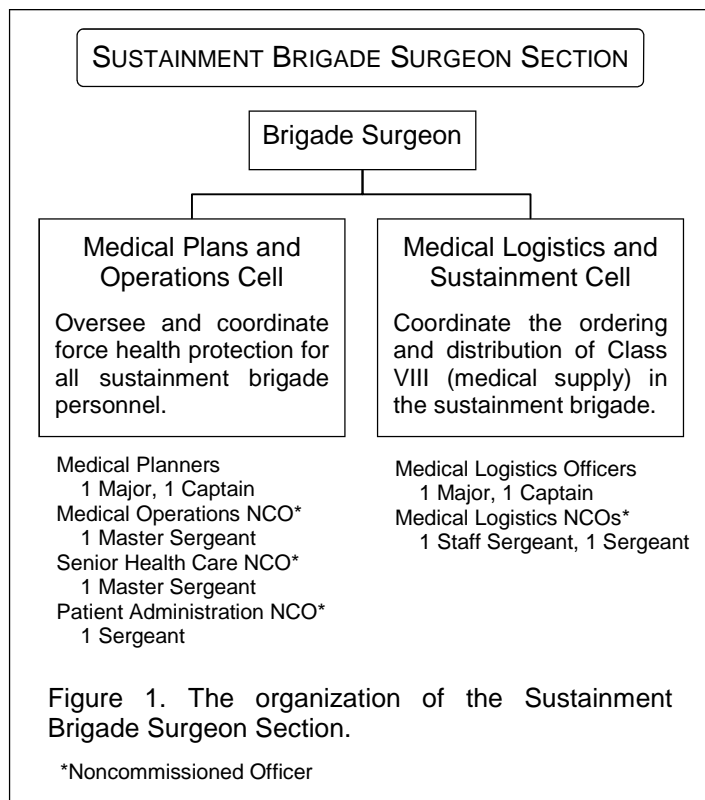 SUSTAINMENT BRIGADE SURGEON SECTION
Brigade Surgeon
Medical Plans and
Operations Cell
Oversee and coordinate
force health protection for
all sustainment brigade
personnel.
Medical Logistics and
Sustainment Cell
Coordinate the ordering
and distribution of Class
VIII (medical supply) in
the sustainment brigade.
Medical Planners
1 Major, 1 Captain
Medical Operations NCO*
1 Master Sergeant
Senior Health Care NCO*
1 Master Sergeant
Patient Administration NCO*
1 Sergeant
Medical Logistics Officers
1 Major, 1 Captain
Medical Logistics NCOs*
1 Staff Sergeant, 1 Sergeant
Figure 1. The organization of the Sustainment
Brigade Surgeon Section.
*Noncommissioned Officer